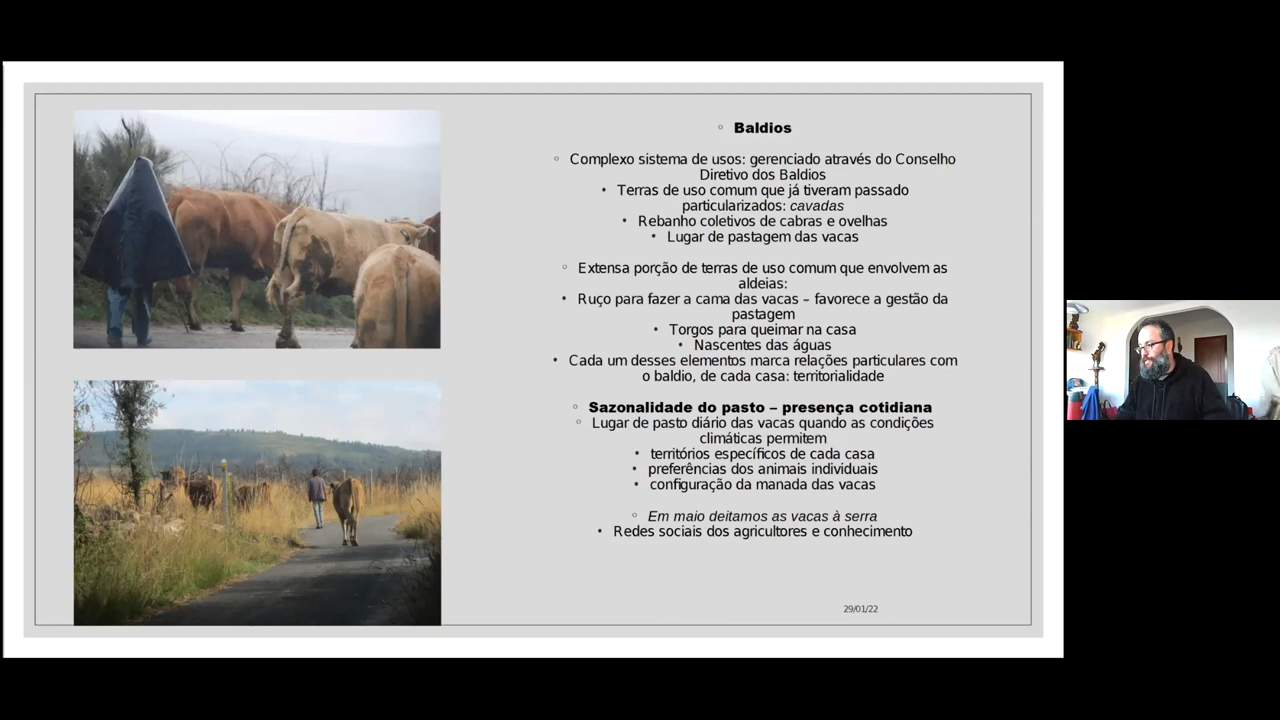 Baldios
Complexo sistema de usos: gerenciado através do Conselho
Diretivo dos Baldios
Terras de uso comum que já tiveram passado
particularizados: cavadas
Rebanho coletivos de cabras e ovelhas
Lugar de pastagem das vacas
Extensa porção de terras de uso comum que envolvem as
aldeias:
Ruço para fazer a cama das vacas – favorece a gestão da
pastagem
Torgos para queimar na casa
Nascentes das águas
Cada um desses elementos marca relações particulares com
o baldio, de cada casa: territorialidade
Sazonalidade do pasto – presença cotidiana
Lugar de pasto diário das vacas quando as condições
climáticas permitem
territórios específicos de cada casa
preferências dos animais individuais
configuração da manada das vacas
Em maio deitamos as vacas à serra
Redes sociais dos agricultores e conhecimento
29/01/22